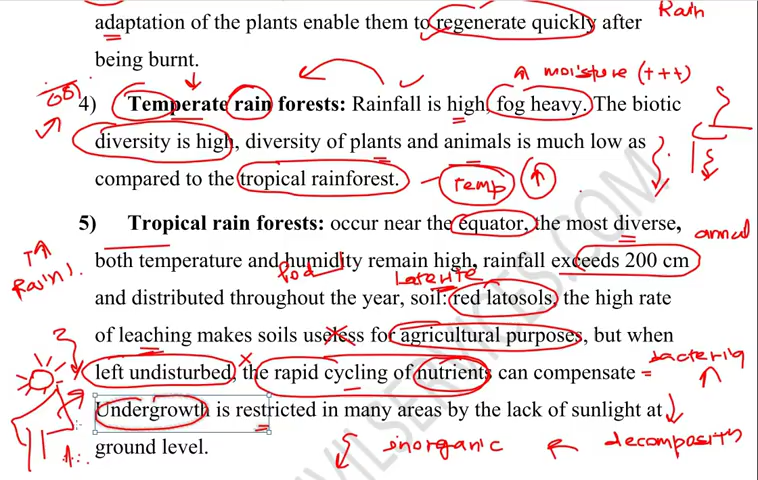 adaptation of the plants enable them to regenerate quickly after
Rain
being burnt.
moisture (+++)
4) Temperate rain forests: Rainfall is high, fog heavy. The biotic
diversity is high, diversity of plants and animals is much low as
compared to the tropical rainforest.
Temp
5) Tropical rain forests: occur near the equator, the most diverse,
annual
both temperature and humidity remain high, rainfall exceeds 200 cm
Rain
Pod
Laterite
and distributed throughout the year, soil: red latosols, the high rate
of leaching makes soils useless for agricultural purposes, but when
bacteria
left undisturbed, the rapid cycling of nutrients can compensate
Undergrowth is restricted in many areas by the lack of sunlight at
inorganic
ground level.
VILSERVICES.COM